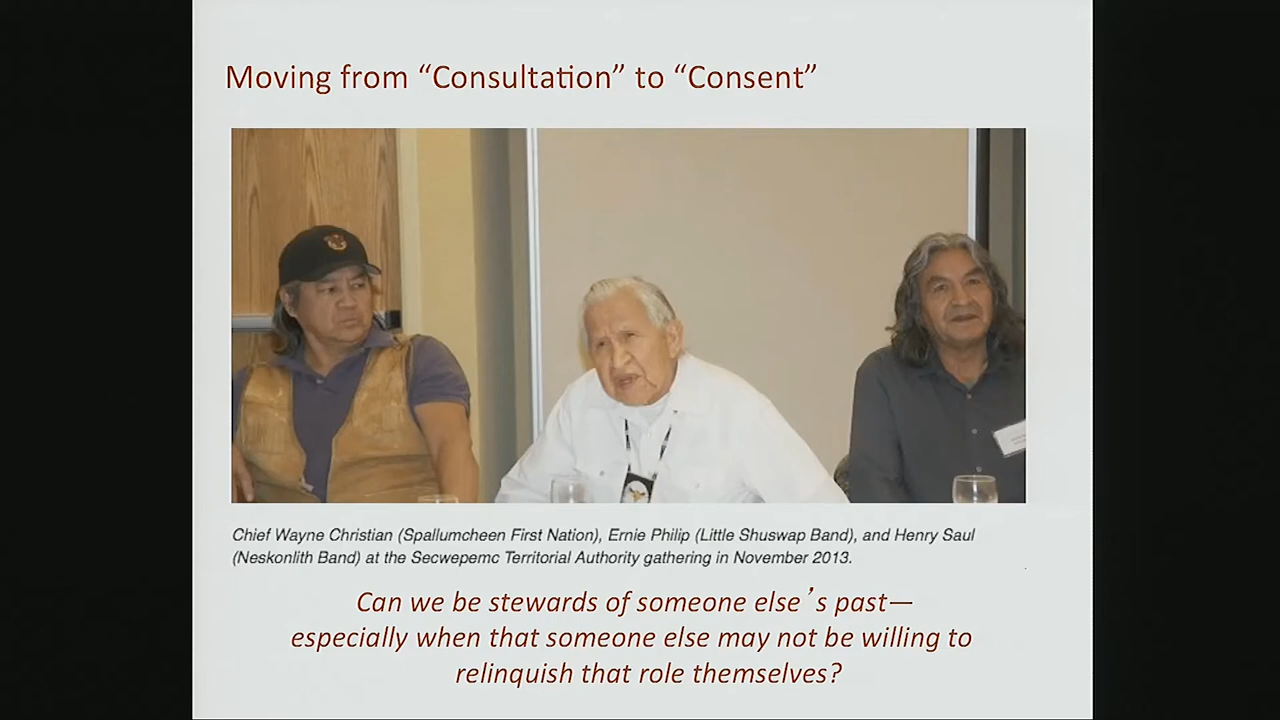 Moving from “Consultation” to “Consent”
Chief Wayne Christian (Spallumcheen First Nation), Ernie Philip (Little Shuswap Band), and Henry Saul
(Neskonlith Band) at the Secwepemc Territorial Authority gathering in November 2013.
Can we be stewards of someone else’s past—
especially when that someone else may not be willing to
relinquish that role themselves?